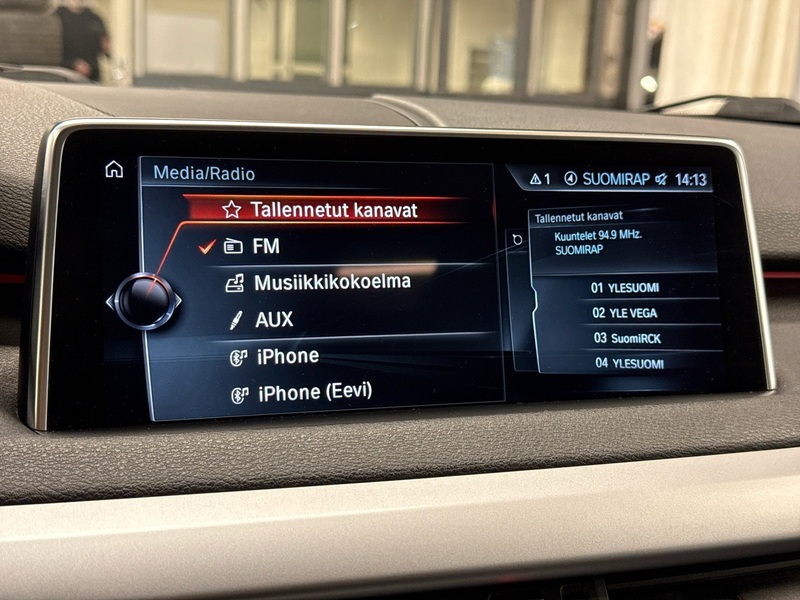 Media/Radio
1 SUOMIRAP 14:13
Tallennetut kanavat
FM
Musiikkikokoelma
AUX
iPhone
iPhone (Eevi)
Tallennetut kanavat
Kuuntelet 94.9 MHz.
SUOMIRAP
01 YLESUOMI
02 YLE VEGA
03 SuomiRCK
04 YLESUOMI